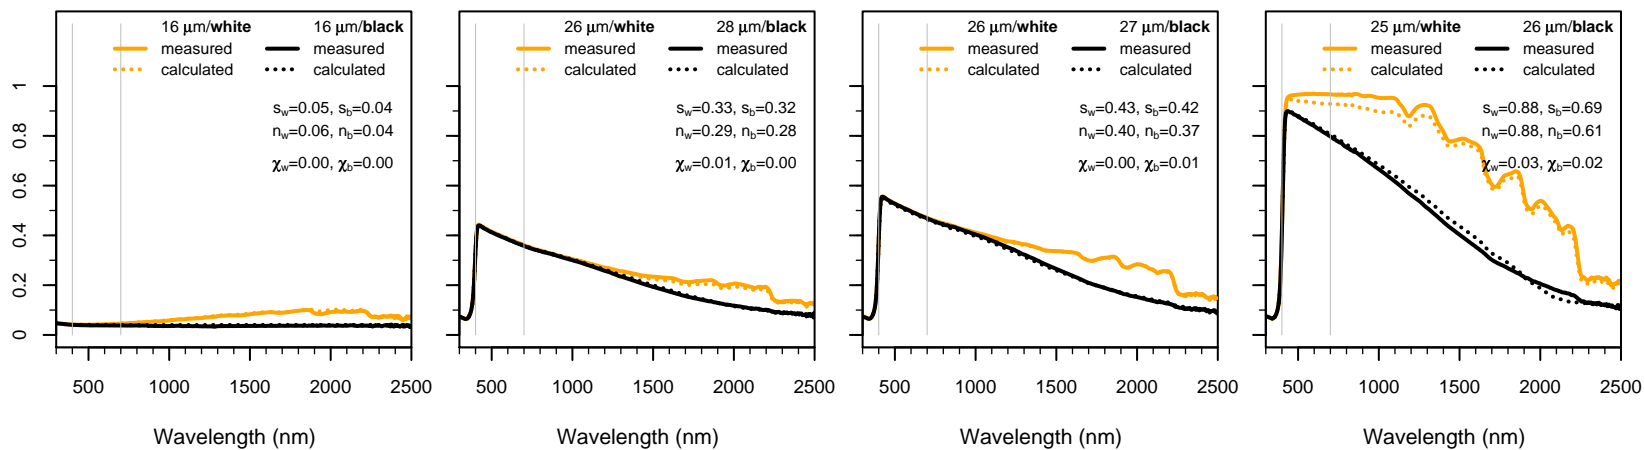 16 μm/white 16 μm/black
measured measured
calculated calculated
s_w=0.05, s_b=0.04
n_w=0.06, n_b=0.04
χ_w=0.00, χ_b=0.00
0 0.2 0.4 0.6 0.8 1
500 1000 1500 2000 2500
Wavelength (nm)
26 μm/white 28 μm/black
measured measured
calculated calculated
s_w=0.33, s_b=0.32
n_w=0.29, n_b=0.28
χ_w=0.01, χ_b=0.00
500 1000 1500 2000 2500
Wavelength (nm)
26 μm/white 27 μm/black
measured measured
calculated calculated
s_w=0.43, s_b=0.42
n_w=0.40, n_b=0.37
χ_w=0.00, χ_b=0.01
500 1000 1500 2000 2500
Wavelength (nm)
25 μm/white 26 μm/black
measured measured
calculated calculated
s_w=0.88, s_b=0.69
n_w=0.88, n_b=0.61
χ_w=0.03, χ_b=0.02
500 1000 1500 2000 2500
Wavelength (nm)